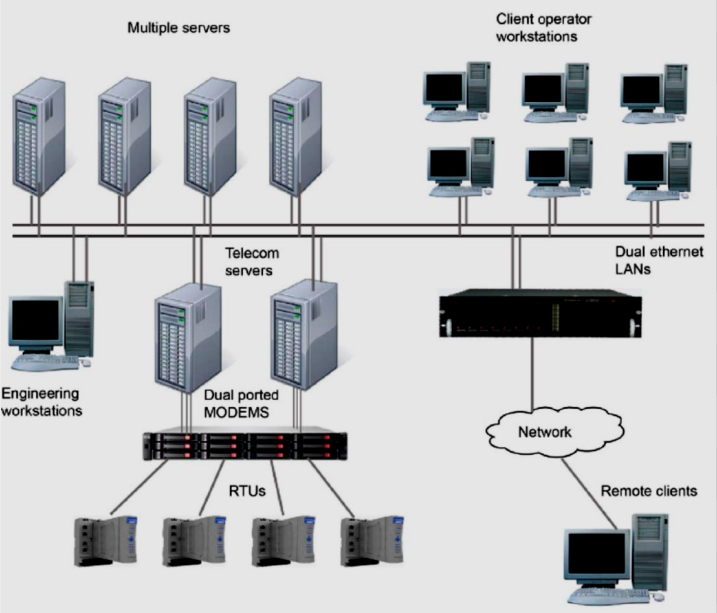 Multiple servers
Client operator
workstations
Telecom
servers
Dual ethernet
LANs
Engineering
workstations
Dual ported
MODEMS
Network
RTUs
Remote clients